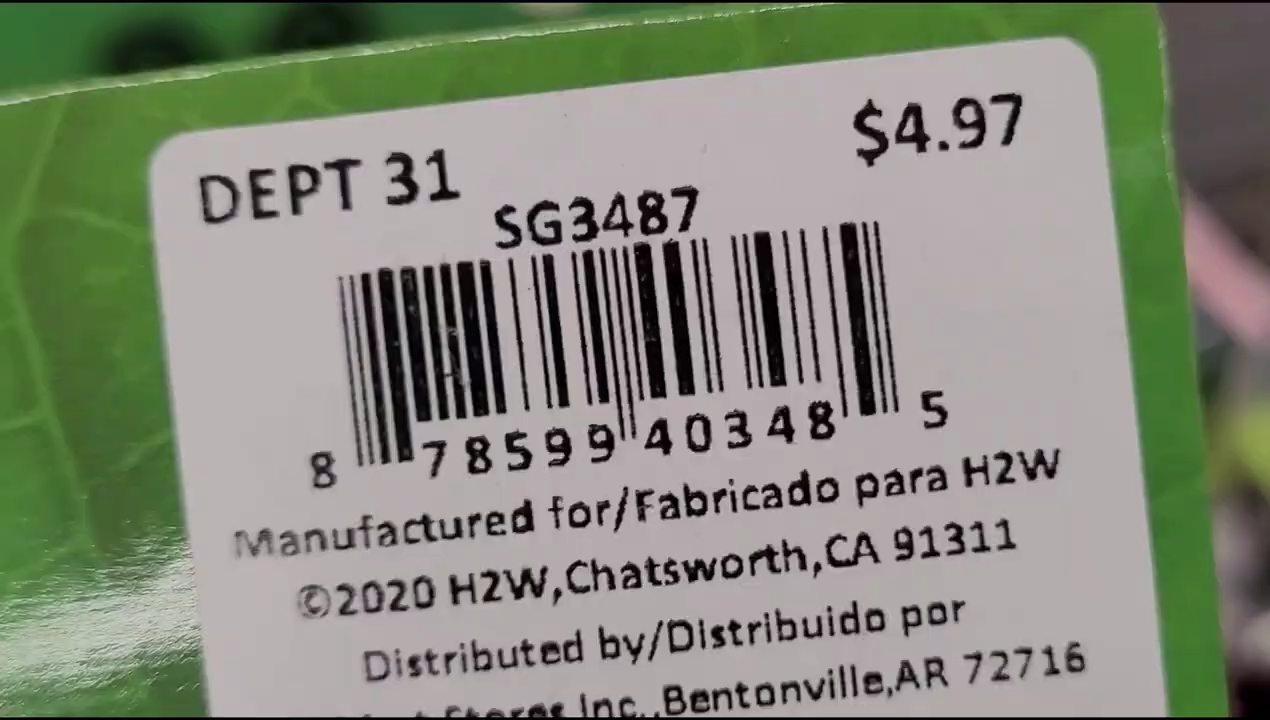 DEPT 31
$4.97
SG3487
8 78599 40348 5
Manufactured for/Fabricado para H2W
©2020 H2W,Chatsworth,CA 91311
Distributed by/Distribuido por
Stores Inc.,Bentonville,AR 72716